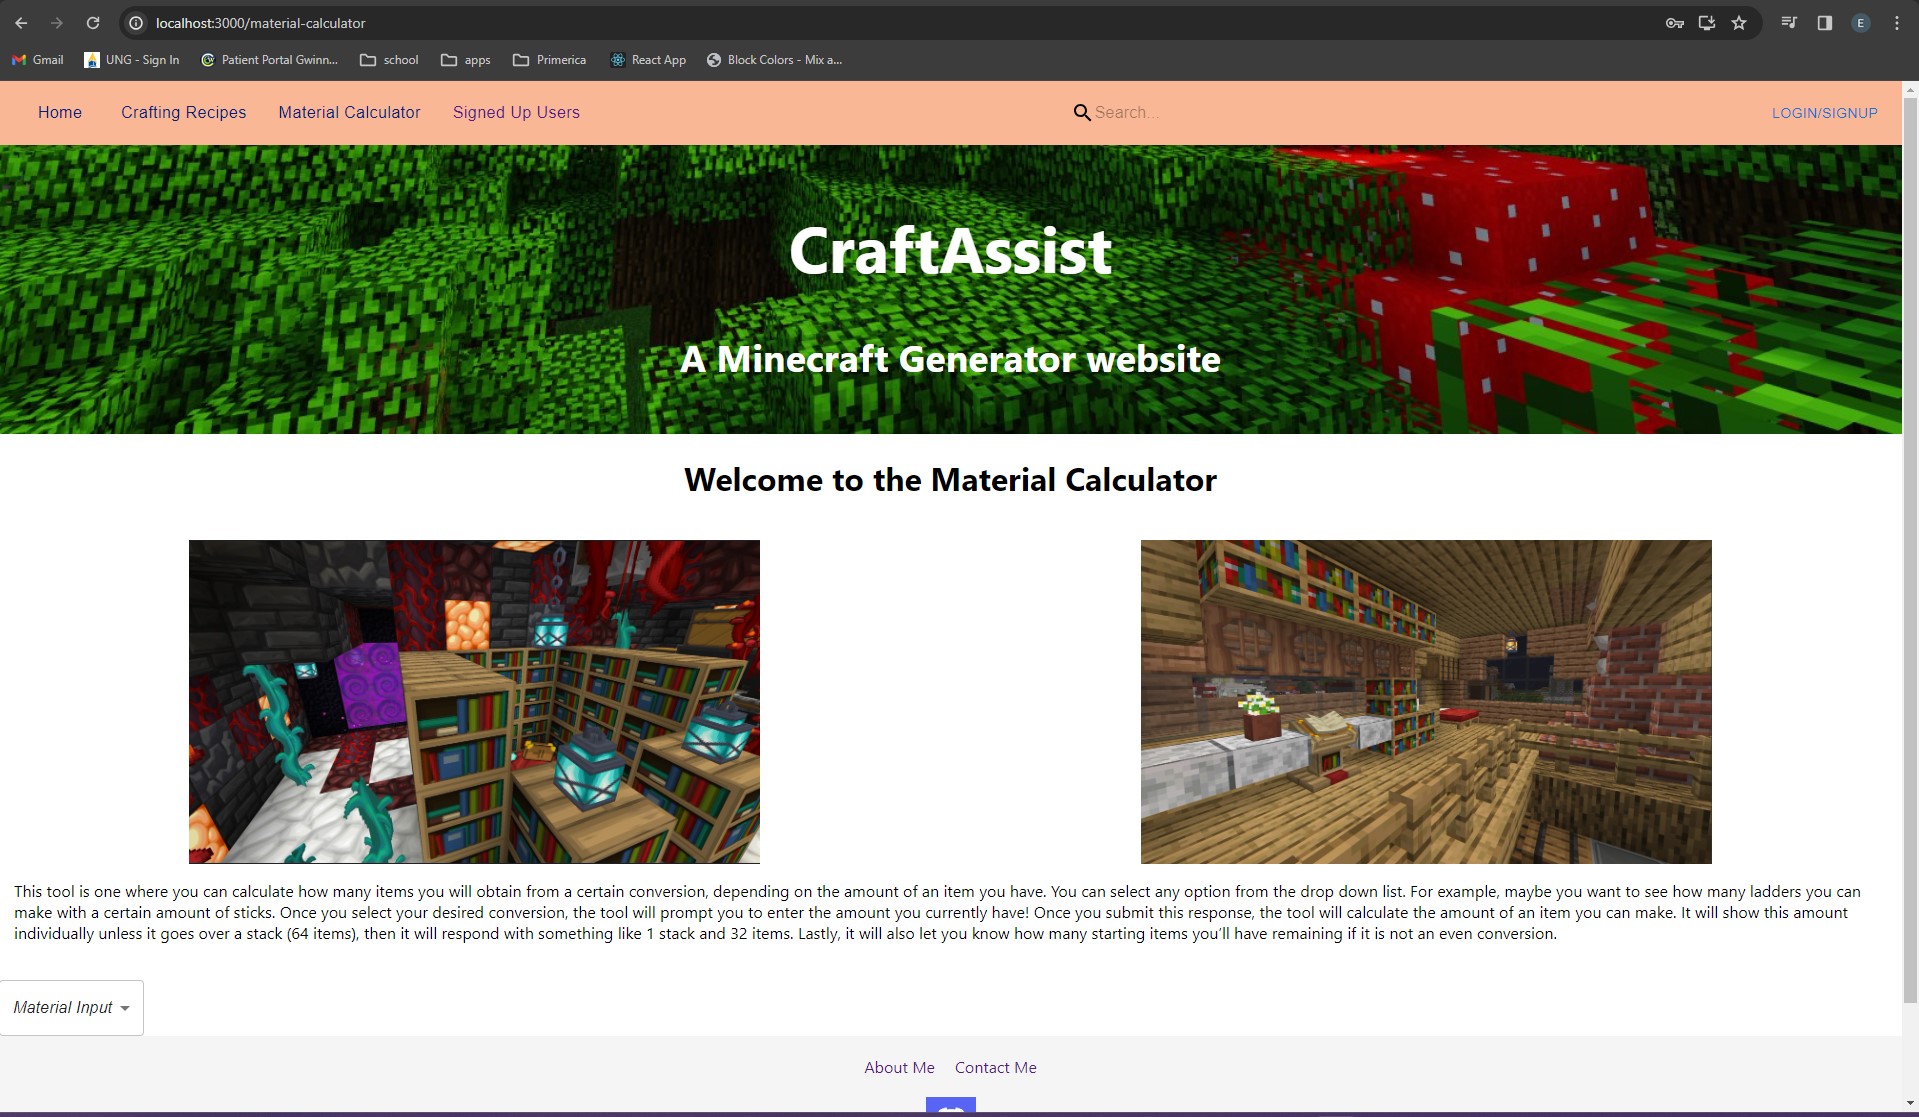 localhost:3000/material-calculator
E
Gmail UNG - Sign In Patient Portal Gwinn... school apps Primerica React App Block Colors - Mix a...
Home Crafting Recipes Material Calculator Signed Up Users Search... LOGIN/SIGNUP
CraftAssist
A Minecraft Generator website
Welcome to the Material Calculator
This tool is one where you can calculate how many items you will obtain from a certain conversion, depending on the amount of an item you have. You can select any option from the drop down list. For example, maybe you want to see how many ladders you can
make with a certain amount of sticks. Once you select your desired conversion, the tool will prompt you to enter the amount you currently have! Once you submit this response, the tool will calculate the amount of an item you can make. It will show this amount
individually unless it goes over a stack (64 items), then it will respond with something like 1 stack and 32 items. Lastly, it will also let you know how many starting items you'll have remaining if it is not an even conversion.
Material Input
About Me Contact Me